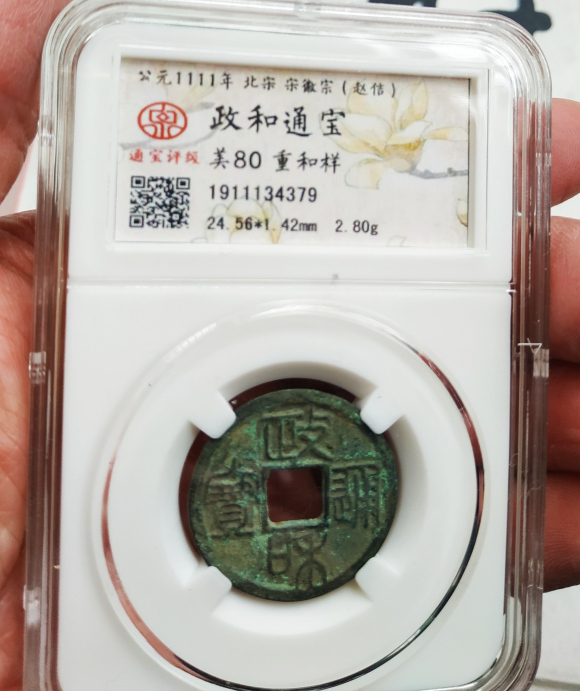 公元1111年 北宋 宋徽宗（赵佶）
政和通宝
通宝评级
美80 重和样
1911134379
24.56*1.42mm 2.80g
政
寶 通
和